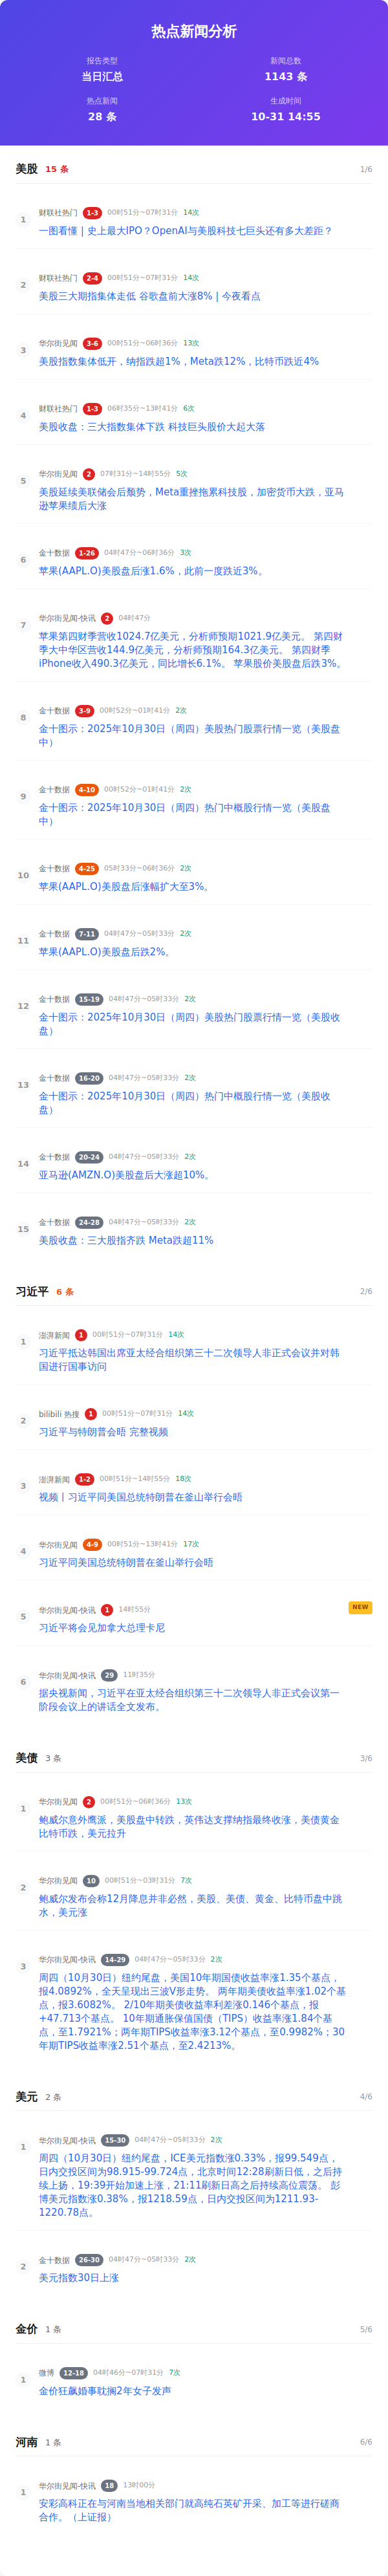 热点新闻分析
报告类型
当日汇总
新闻总数
1143 条
热点新闻
28 条
生成时间
10-31 14:55
美股 15 条 1/6
1
财联社热门 1-3 00时51分~07时31分 14次
一图看懂 | 史上最大IPO？OpenAI与美股科技七巨头还有多大差距？
2
财联社热门 2-4 00时51分~07时31分 14次
美股三大期指集体走低 谷歌盘前大涨8% | 今夜看点
3
华尔街见闻 3-6 00时51分~06时36分 13次
美股指数集体低开，纳指跌超1%，Meta跌12%，比特币跌近4%
4
财联社热门 1-3 06时35分~13时41分 6次
美股收盘：三大指数集体下跌 科技巨头股价大起大落
5
华尔街见闻 2 07时31分~14时55分 5次
美股延续美联储会后颓势，Meta重挫拖累科技股，加密货币大跌，亚马
逊苹果绩后大涨
6
金十数据 1-26 04时47分~06时36分 3次
苹果(AAPL.O)美股盘后涨1.6%，此前一度跌近3%。
7
华尔街见闻-快讯 2 04时47分
苹果第四财季营收1024.7亿美元，分析师预期1021.9亿美元。 第四财
季大中华区营收144.9亿美元，分析师预期164.3亿美元。 第四财季
iPhone收入490.3亿美元，同比增长6.1%。 苹果股价美股盘后跌3%。
8
金十数据 3-9 00时52分~01时41分 2次
金十图示：2025年10月30日（周四）美股热门股票行情一览（美股盘
中）
9
金十数据 4-10 00时52分~01时41分 2次
金十图示：2025年10月30日（周四）热门中概股行情一览（美股盘
中）
10
金十数据 4-25 05时33分~06时36分 2次
苹果(AAPL.O)美股盘后涨幅扩大至3%。
11
金十数据 7-11 04时47分~05时33分 2次
苹果(AAPL.O)美股盘后跌2%。
12
金十数据 15-19 04时47分~05时33分 2次
金十图示：2025年10月30日（周四）美股热门股票行情一览（美股收
盘）
13
金十数据 16-20 04时47分~05时33分 2次
金十图示：2025年10月30日（周四）热门中概股行情一览（美股收
盘）
14
金十数据 20-24 04时47分~05时33分 2次
亚马逊(AMZN.O)美股盘后大涨超10%。
15
金十数据 24-28 04时47分~05时33分 2次
美股收盘：三大股指齐跌 Meta跌超11%
习近平 6 条 2/6
1
澎湃新闻 1 00时51分~07时31分 14次
习近平抵达韩国出席亚太经合组织第三十二次领导人非正式会议并对韩
国进行国事访问
2
bilibili 热搜 1 00时51分~07时31分 14次
习近平与特朗普会晤 完整视频
3
澎湃新闻 1-2 00时51分~14时55分 18次
视频丨习近平同美国总统特朗普在釜山举行会晤
4
华尔街见闻 4-9 00时51分~13时41分 17次
习近平同美国总统特朗普在釜山举行会晤
5
华尔街见闻-快讯 1 14时55分 NEW
习近平将会见加拿大总理卡尼
6
华尔街见闻-快讯 29 11时35分
据央视新闻，习近平在亚太经合组织第三十二次领导人非正式会议第一
阶段会议上的讲话全文发布。
美债 3 条 3/6
1
华尔街见闻 2 00时51分~06时36分 13次
鲍威尔意外鹰派，美股盘中转跌，英伟达支撑纳指最终收涨，美债黄金
比特币跌，美元拉升
2
华尔街见闻 10 00时51分~03时31分 7次
鲍威尔发布会称12月降息并非必然，美股、美债、黄金、比特币盘中跳
水，美元涨
3
华尔街见闻-快讯 14-29 04时47分~05时33分 2次
周四（10月30日）纽约尾盘，美国10年期国债收益率涨1.35个基点，
报4.0892%，全天呈现出三波V形走势。 两年期美债收益率涨1.02个基
点，报3.6082%。 2/10年期美债收益率利差涨0.146个基点，报
+47.713个基点。 10年期通胀保值国债（TIPS）收益率涨1.84个基
点，至1.7921%；两年期TIPS收益率涨3.12个基点，至0.9982%；30
年期TIPS收益率涨2.51个基点，至2.4213%。
美元 2 条 4/6
1
华尔街见闻-快讯 15-30 04时47分~05时33分 2次
周四（10月30日）纽约尾盘，ICE美元指数涨0.33%，报99.549点，
日内交投区间为98.915-99.724点，北京时间12:28刷新日低，之后持
续上扬，19:39开始加速上涨，21:11刷新日高之后持续高位震荡。 彭
博美元指数涨0.38%，报1218.59点，日内交投区间为1211.93-
1220.78点。
2
金十数据 26-30 04时47分~05时33分 2次
美元指数30日上涨
金价 1 条 5/6
1
微博 12-18 04时46分~07时31分 7次
金价狂飙婚事耽搁2年女子发声
河南 1 条 6/6
1
华尔街见闻-快讯 18 13时00分
安彩高科正在与河南当地相关部门就高纯石英矿开采、加工等进行磋商
合作。（上证报）